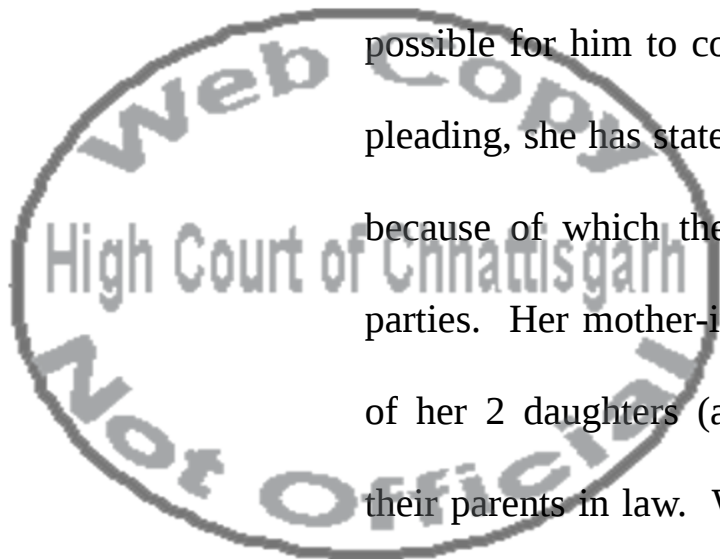 possible for him to co
pleading, she has state
because of which the
parties. Her mother-i
of her 2 daughters (a
their parents in law. W
Web Copy
High Court of Chhattisgarh
Not Official